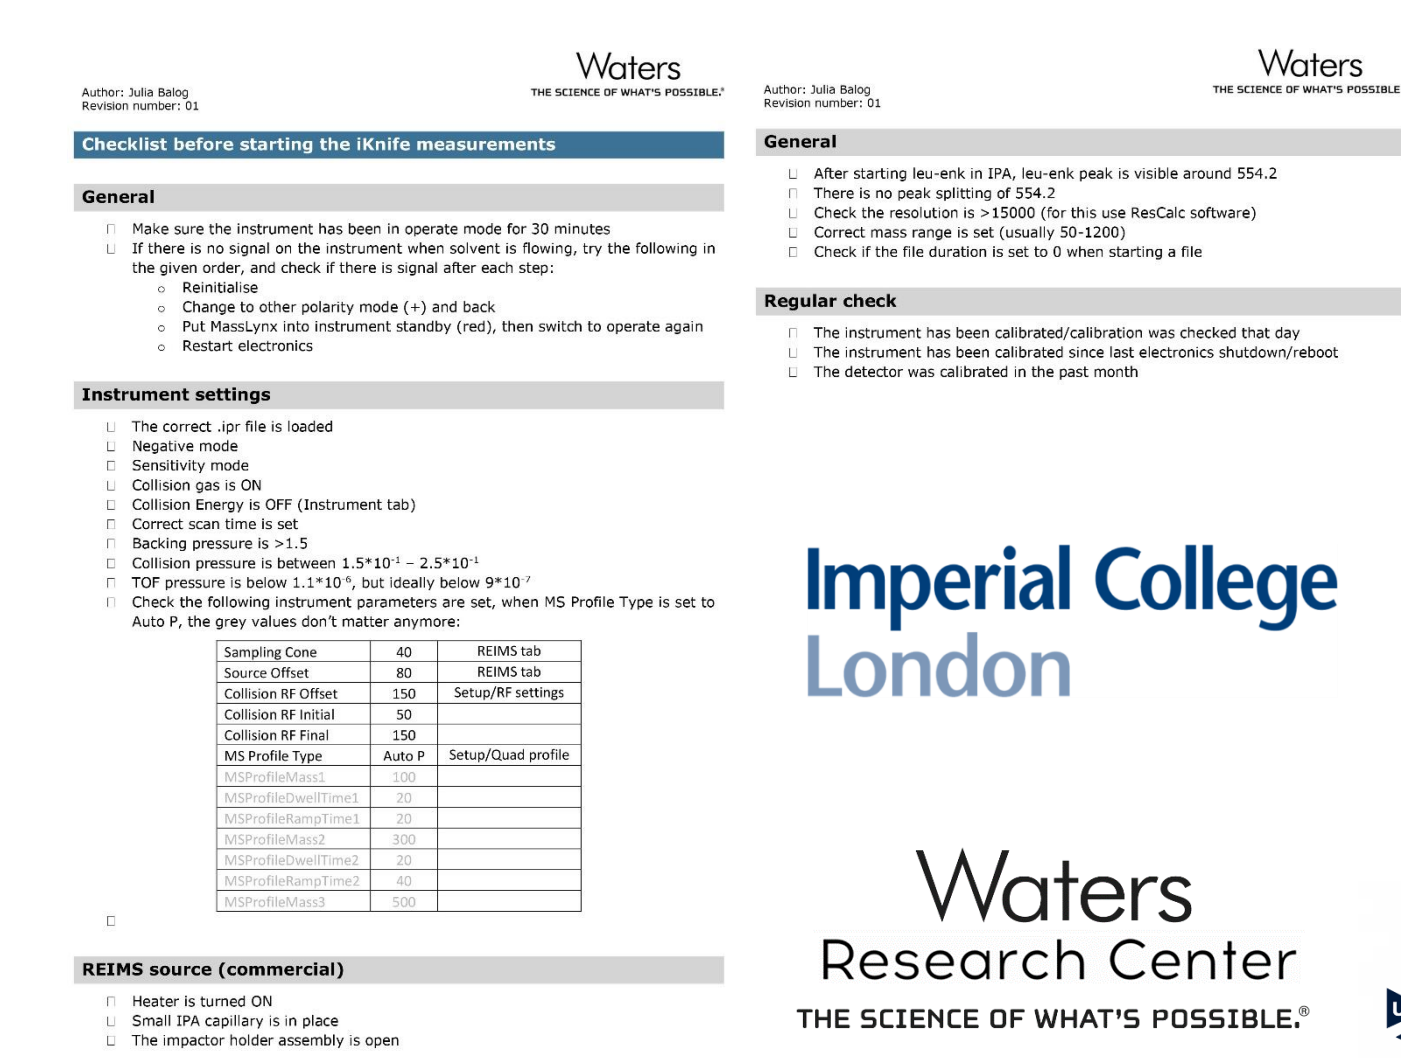 Waters
THE SCIENCE OF WHAT'S POSSIBLE.®
Author: Julia Balog
Revision number: 01
Checklist before starting the iKnife measurements
General
Make sure the instrument has been in operate mode for 30 minutes
If there is no signal on the instrument when solvent is flowing, try the following in
the given order, and check if there is signal after each step:
Reinitialise
Change to other polarity mode (+) and back
Put MassLynx into instrument standby (red), then switch to operate again
Restart electronics
Instrument settings
The correct .ipr file is loaded
Negative mode
Sensitivity mode
Collision gas is ON
Collision Energy is OFF (Instrument tab)
Correct scan time is set
Backing pressure is >1.5
Collision pressure is between 1.5*10⁻¹ – 2.5*10⁻¹
TOF pressure is below 1.1*10⁻⁶, but ideally below 9*10⁻⁷
Check the following instrument parameters are set, when MS Profile Type is set to
Auto P, the grey values don't matter anymore:
Sampling Cone 40 REIMS tab
Source Offset 80 REIMS tab
Collision RF Offset 150 Setup/RF settings
Collision RF Initial 50
Collision RF Final 150
MS Profile Type Auto P Setup/Quad profile
MSProfileMass1 100
MSProfileDwellTime1 20
MSProfileRampTime1 20
MSProfileMass2 300
MSProfileDwellTime2 20
MSProfileRampTime2 40
MSProfileMass3 500
REIMS source (commercial)
Heater is turned ON
Small IPA capillary is in place
The impactor holder assembly is open
Waters
THE SCIENCE OF WHAT'S POSSIBLE
Author: Julia Balog
Revision number: 01
General
After starting leu-enk in IPA, leu-enk peak is visible around 554.2
There is no peak splitting of 554.2
Check the resolution is >15000 (for this use ResCalc software)
Correct mass range is set (usually 50-1200)
Check if the file duration is set to 0 when starting a file
Regular check
The instrument has been calibrated/calibration was checked that day
The instrument has been calibrated since last electronics shutdown/reboot
The detector was calibrated in the past month
Imperial College
London
Waters
Research Center
THE SCIENCE OF WHAT'S POSSIBLE.®